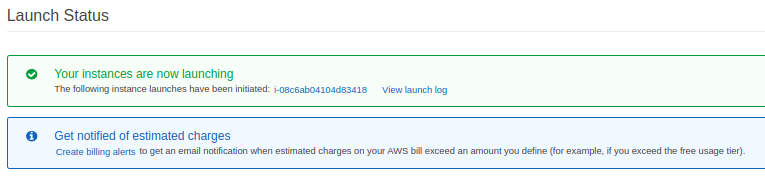 Launch Status
Your instances are now launching
The following instance launches have been initiated: i-08c6ab04104d83418 View launch log
Get notified of estimated charges
Create billing alerts to get an email notification when estimated charges on your AWS bill exceed an amount you define (for example, if you exceed the free usage tier).